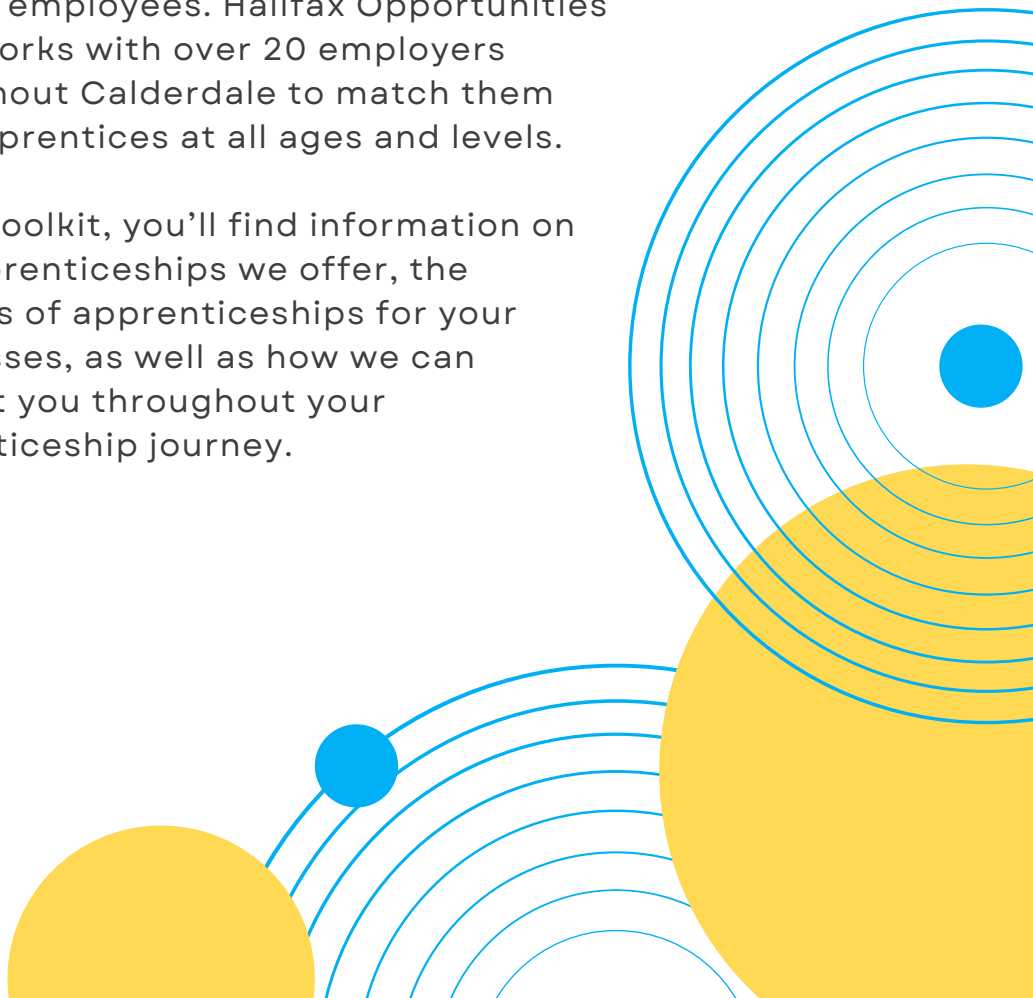 employees. Halifax Opportunities
orks with over 20 employers
hout Calderdale to match them
prentices at all ages and levels.
oolkit, you’ll find information on
renticeships we offer, the
s of apprenticeships for your
sses, as well as how we can
t you throughout your
ticeship journey.